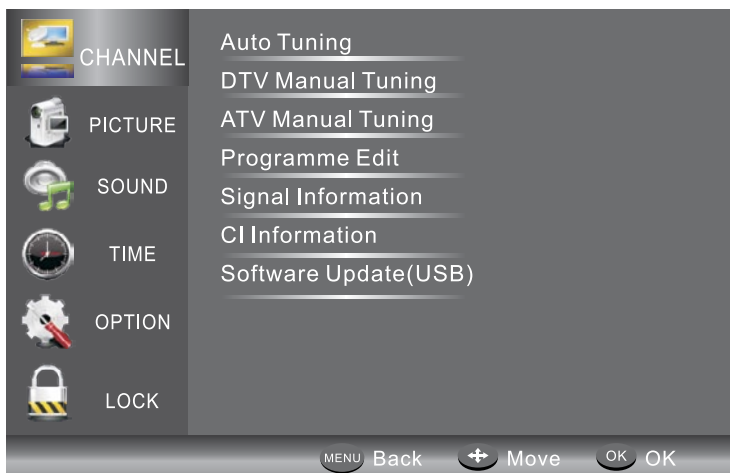 CHANNEL
PICTURE
SOUND
TIME
OPTION
LOCK
Auto Tuning
DTV Manual Tuning
ATV Manual Tuning
Programme Edit
Signal Information
CI Information
Software Update(USB)
MENU Back Move OK OK